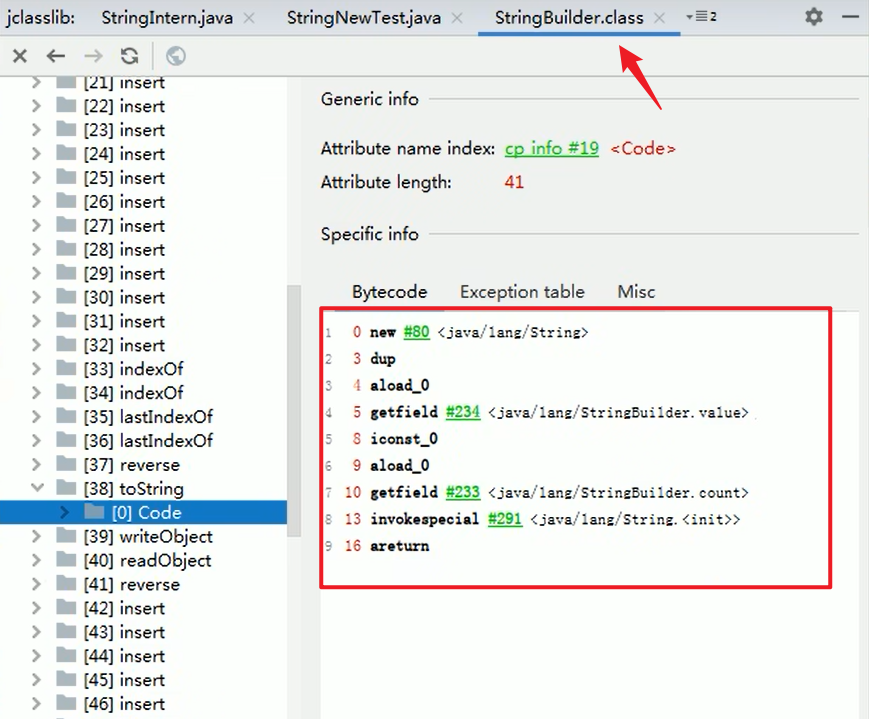 jclasslib: StringIntern.java StringNewTest.java StringBuilder.class 2
[21] insert
[22] insert
[23] insert
[24] insert
[25] insert
[26] insert
[27] insert
[28] insert
[29] insert
[30] insert
[31] insert
[32] insert
[33] indexOf
[34] indexOf
[35] lastIndexOf
[36] lastIndexOf
[37] reverse
[38] toString
[0] Code
[39] writeObject
[40] readObject
[41] reverse
[42] insert
[43] insert
[44] insert
[45] insert
[46] insert
Generic info
Attribute name index: cp info #19 <Code>
Attribute length: 41
Specific info
Bytecode Exception table Misc
1 0 new #80 <java/lang/String>
2 3 dup
3 4 aload_0
4 5 getfield #234 <java/lang/StringBuilder.value>
5 8 iconst_0
6 9 aload_0
7 10 getfield #233 <java/lang/StringBuilder.count>
8 13 invokespecial #291 <java/lang/String.<init>>
9 16 areturn